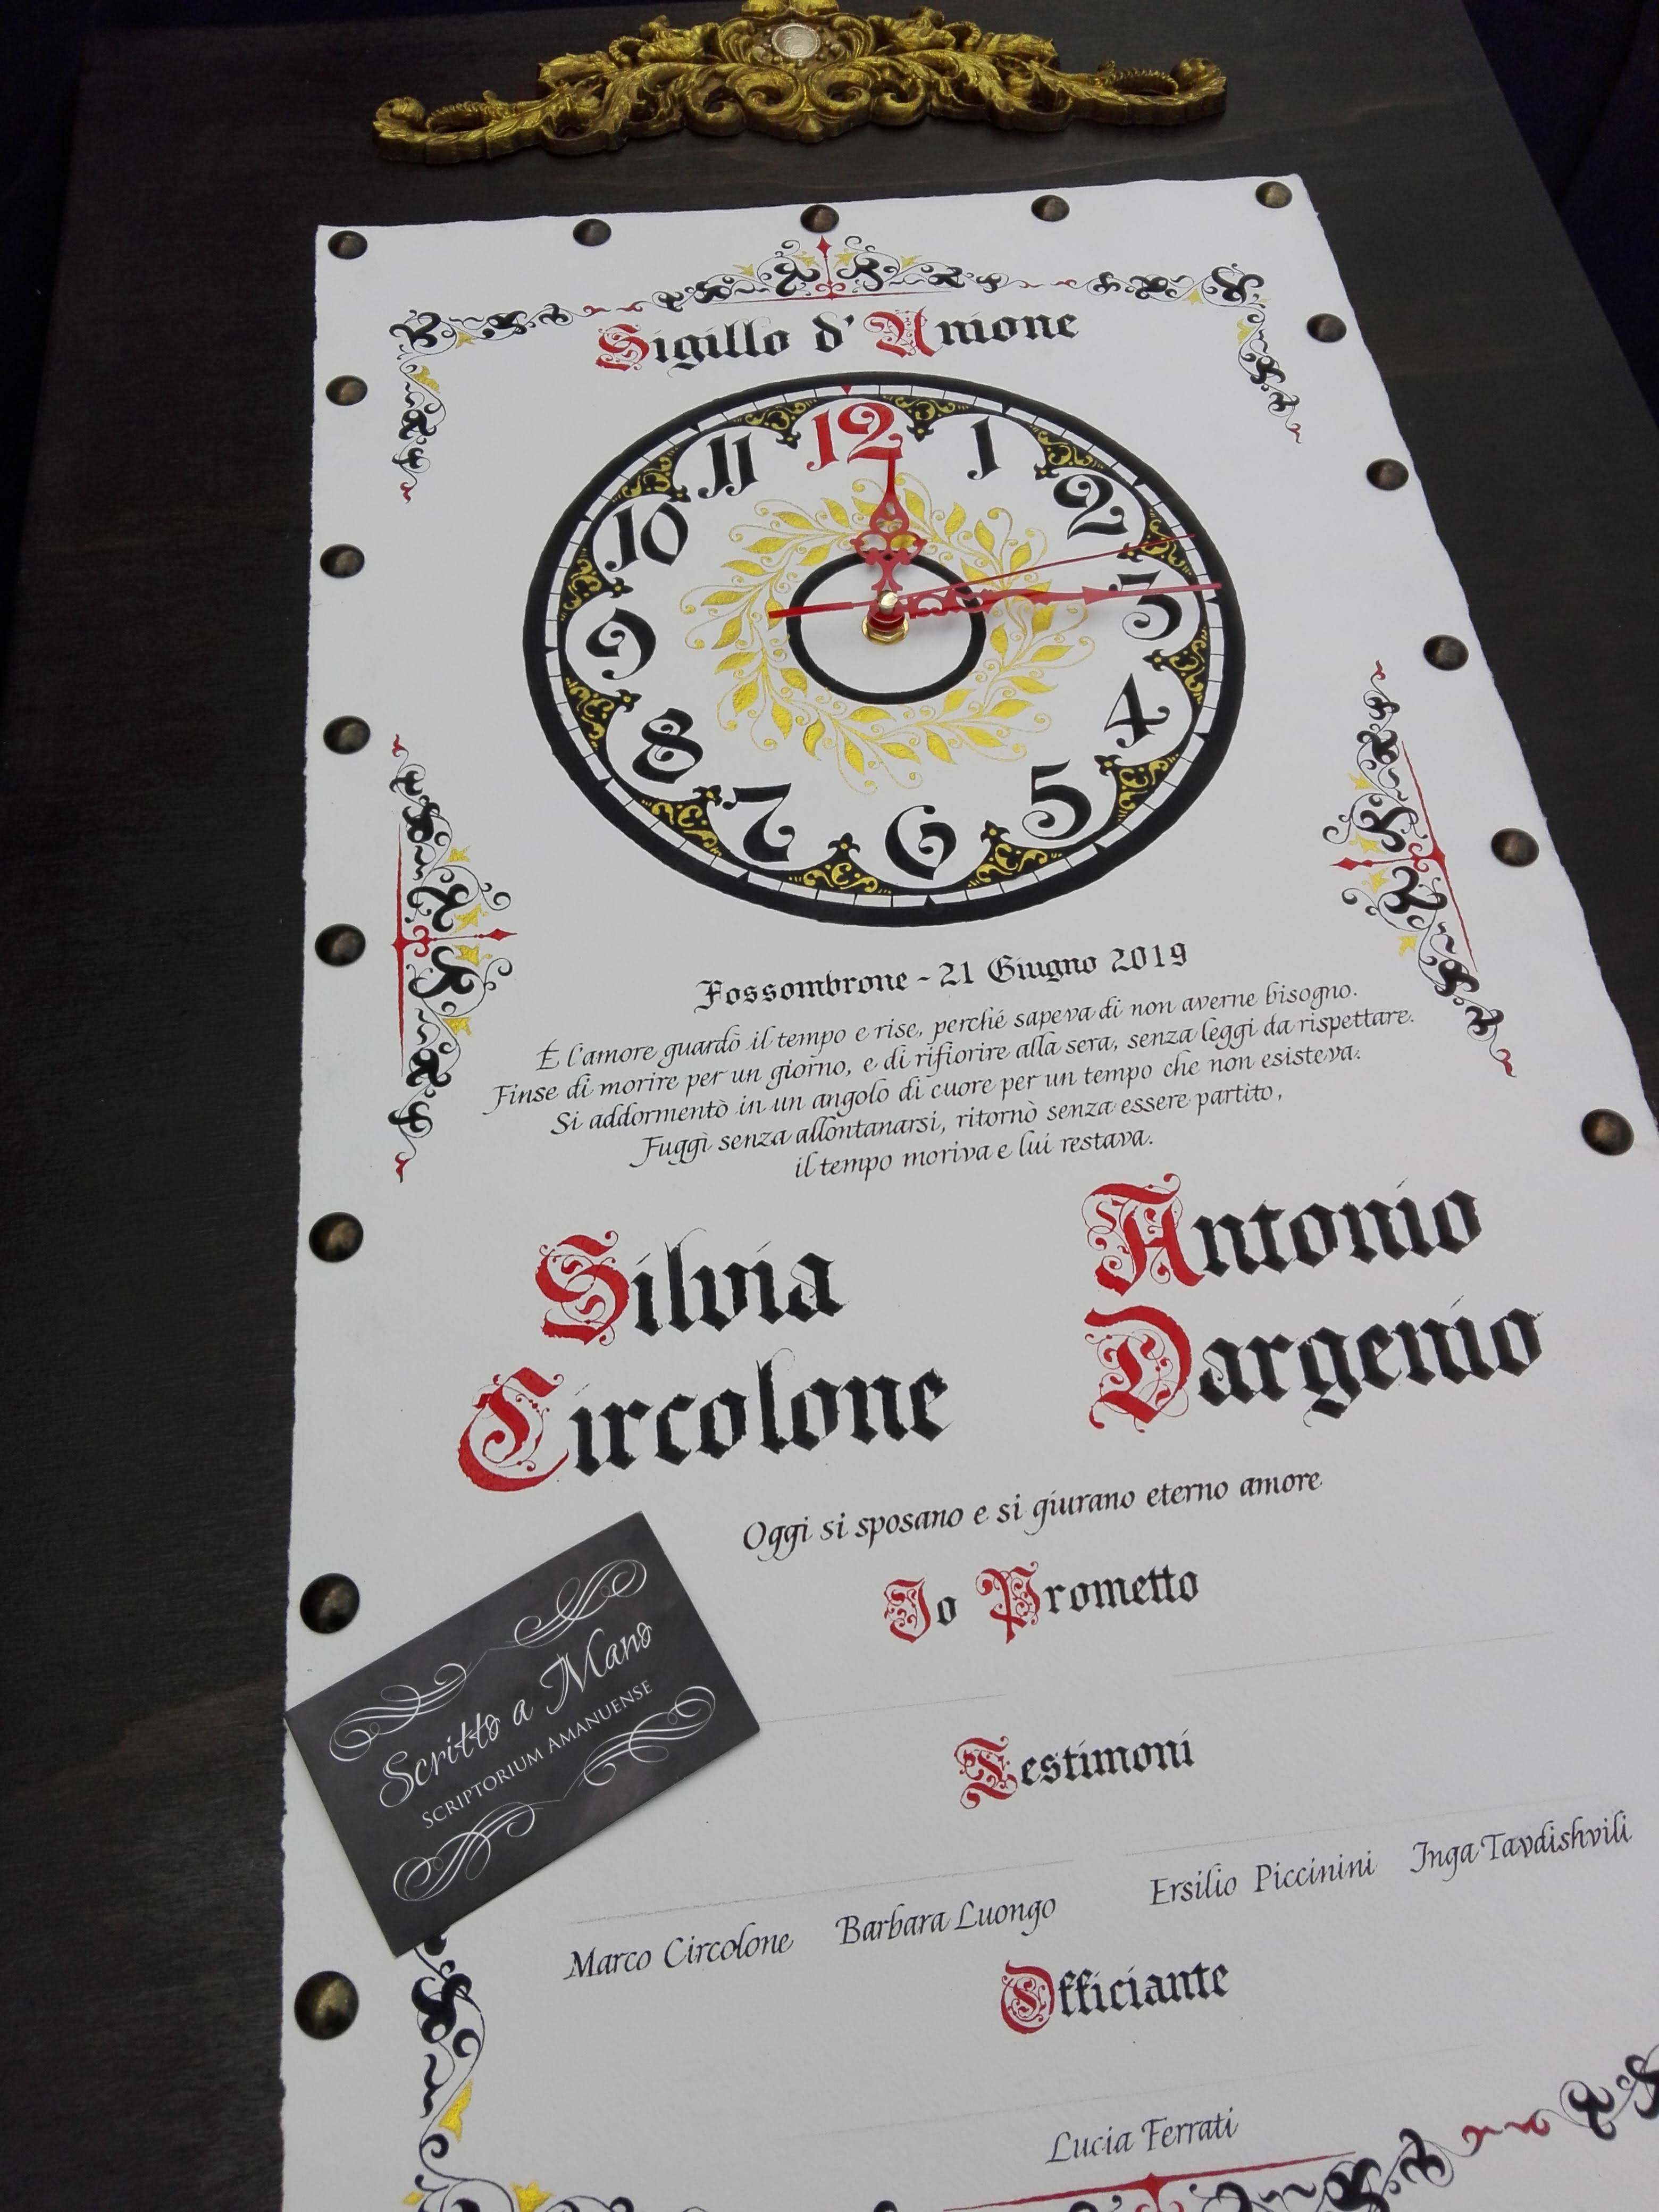 Sigillo d'Unione
12
11
1
10
2
9
3
8
4
7
5
6
Fossombrone - 21 Giugno 2019
È l'amore guardò il tempo e rise, perché sapeva di non averne bisogno.
Finse di morire per un giorno, e di rifiorire alla sera, senza leggi da rispettare.
Si addormentò in un angolo di cuore per un tempo che non esisteva.
Fuggì senza allontanarsi, ritornò senza essere partito,
il tempo moriva e lui restava.
Silvia
Circolone
Antonio
Dargenio
Oggi si sposano e si giurano eterno amore
Io Prometto
Scritto a Mano
SCRIPTORIUM AMANUENSE
Testimoni
Marco Circolone Barbara Luongo Ersilio Piccinini Inga Tavdishvili
Officiante
Lucia Ferrati